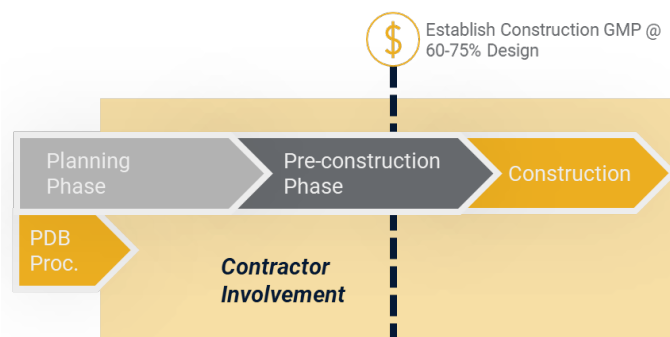 $
Establish Construction GMP @
60-75% Design
Planning
Phase
Pre-construction
Phase
Construction
PDB
Proc.
Contractor
Involvement